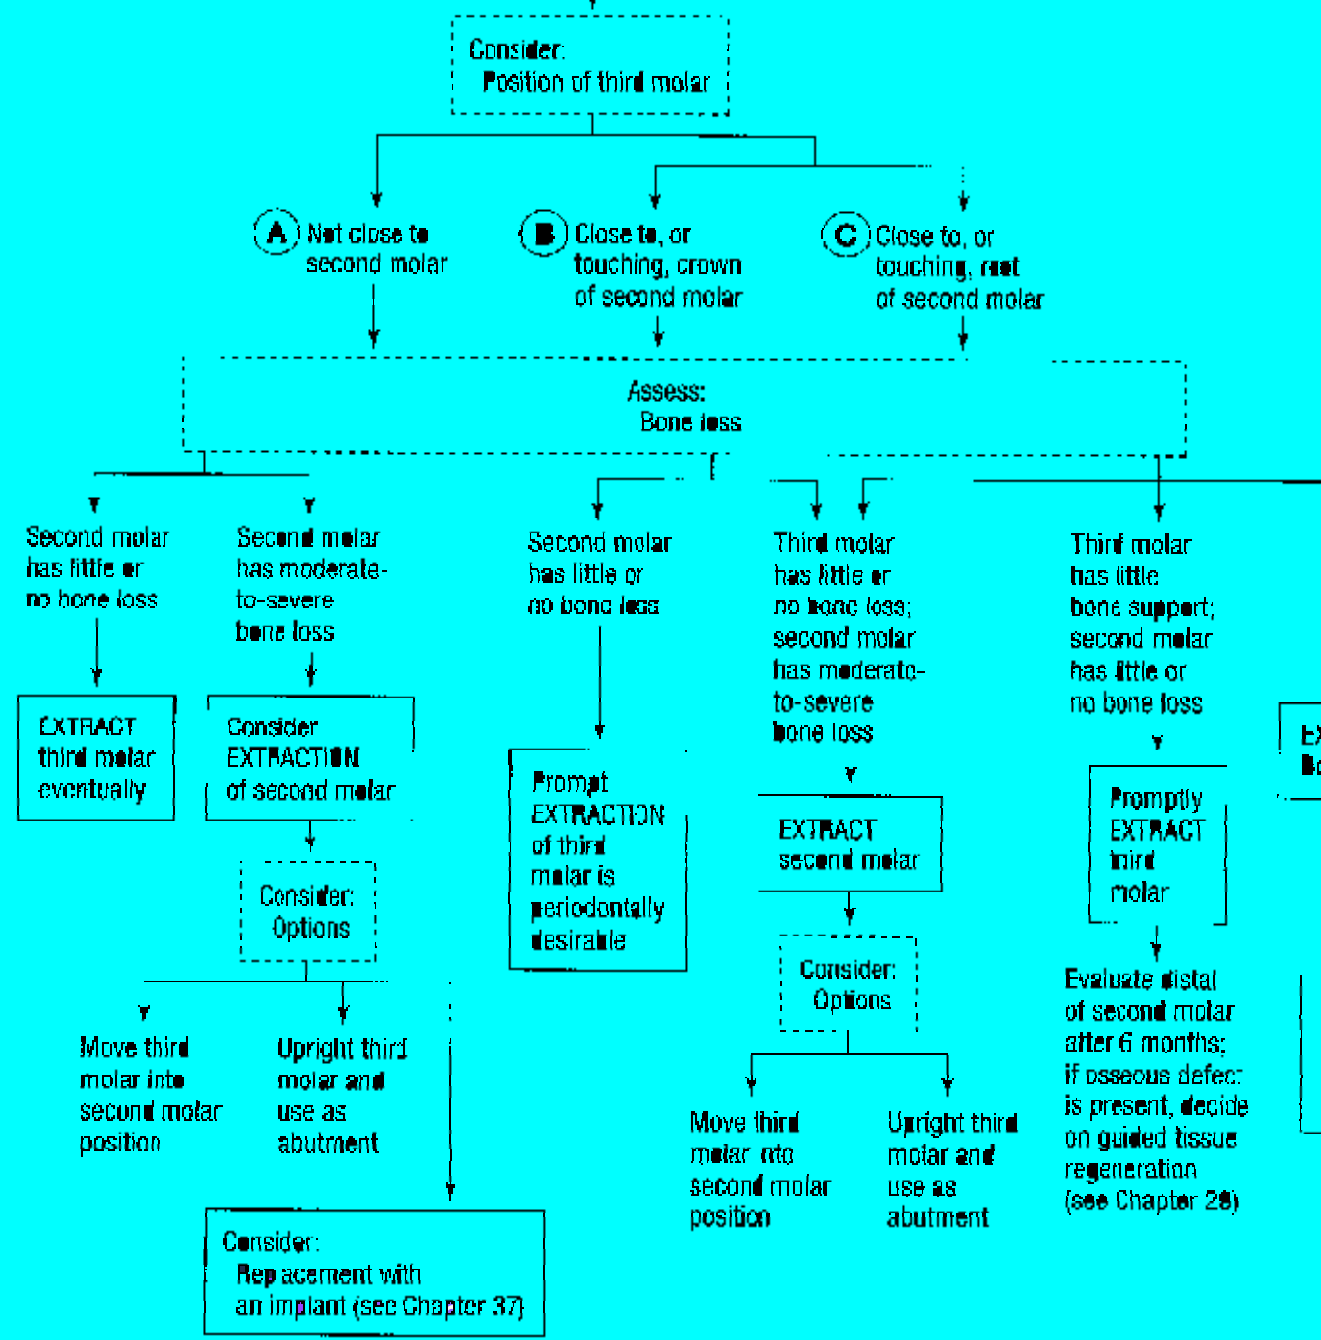 Consider:
Position of third molar
A Not close to
second molar
B Close to, or
touching, crown
of second molar
C Close to, or
touching, root
of second molar
Assess:
Bone loss
Second molar
has little or
no bone loss
Second molar
has moderate-
to-severe
bone loss
Second molar
has little or
no bone loss
Third molar
has little or
no bone loss;
second molar
has moderate-
to-severe
bone loss
Third molar
has little
bone support;
second molar
has little or
no bone loss
EXTRACT
third molar
eventually
Consider
EXTRACTION
of second molar
Prompt
EXTRACTION
of third
molar is
periodontally
desirable
EXTRACT
second molar
Promptly
EXTRACT
third
molar
Consider:
Options
Consider:
Options
Evaluate distal
of second molar
after 6 months;
if osseous defect
is present, decide
on guided tissue
regeneration
(see Chapter 28)
Move third
molar into
second molar
position
Upright third
molar and
use as
abutment
Move third
molar into
second molar
position
Upright third
molar and
use as
abutment
Consider:
Replacement with
an implant (see Chapter 37)